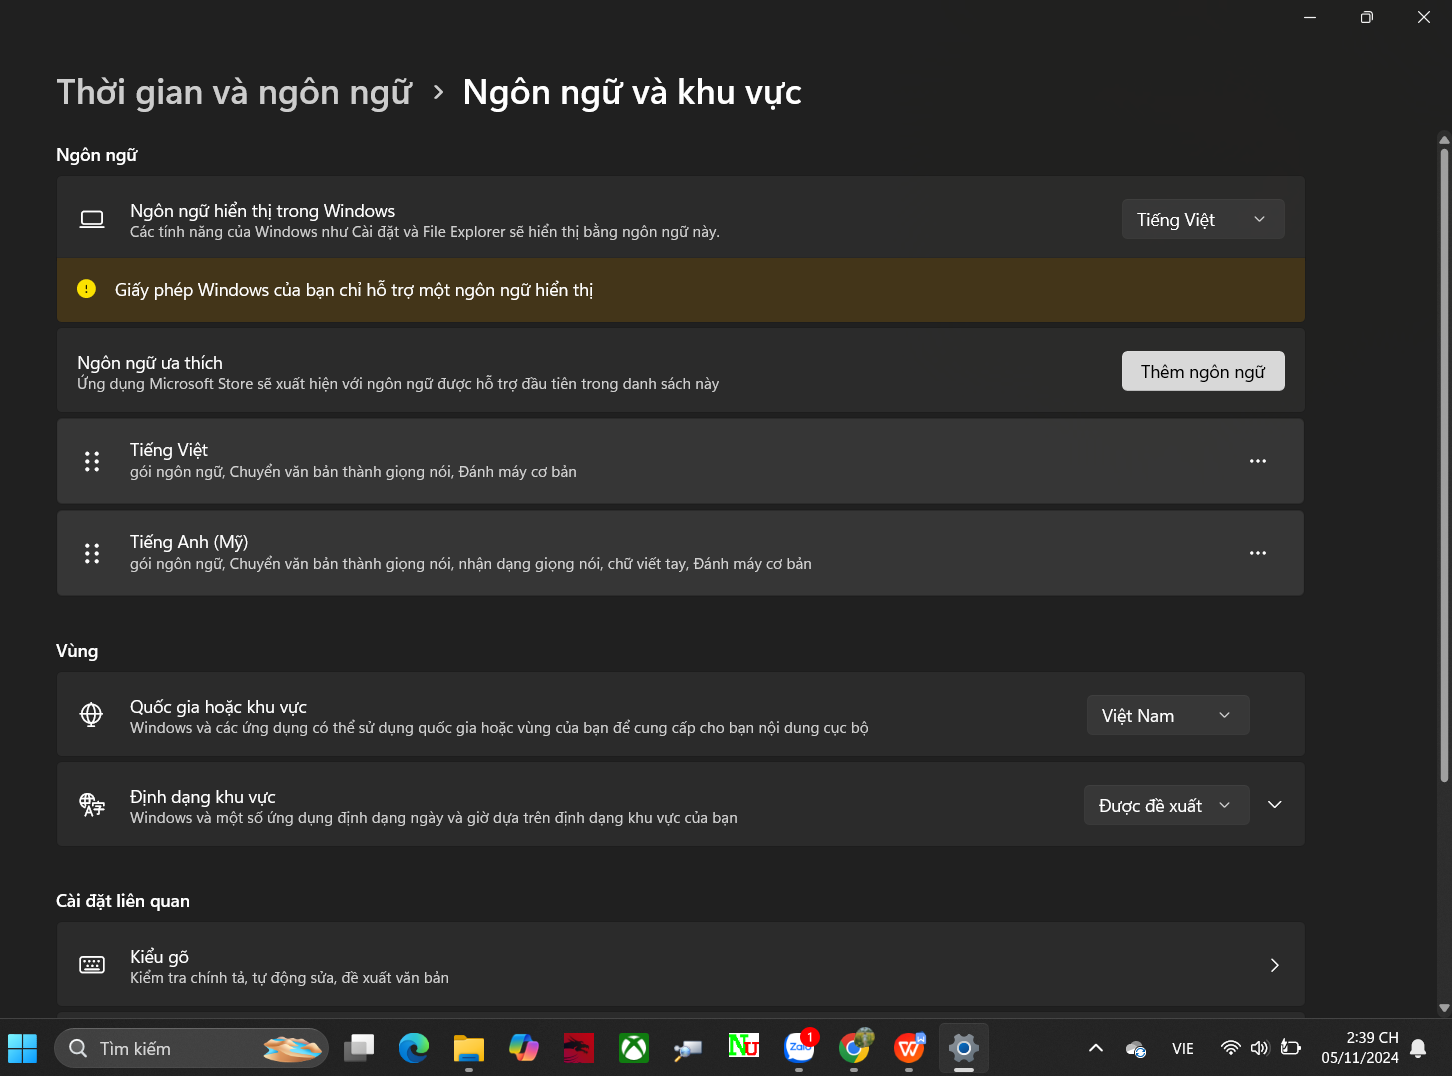 Thời gian và ngôn ngữ › Ngôn ngữ và khu vực
Ngôn ngữ
Ngôn ngữ hiển thị trong Windows
Các tính năng của Windows như Cài đặt và File Explorer sẽ hiển thị bằng ngôn ngữ này.
Tiếng Việt
Giấy phép Windows của bạn chỉ hỗ trợ một ngôn ngữ hiển thị
Ngôn ngữ ưa thích
Ứng dụng Microsoft Store sẽ xuất hiện với ngôn ngữ được hỗ trợ đầu tiên trong danh sách này
Thêm ngôn ngữ
Tiếng Việt
gói ngôn ngữ, Chuyển văn bản thành giọng nói, Đánh máy cơ bản
Tiếng Anh (Mỹ)
gói ngôn ngữ, Chuyển văn bản thành giọng nói, nhận dạng giọng nói, chữ viết tay, Đánh máy cơ bản
Vùng
Quốc gia hoặc khu vực
Windows và các ứng dụng có thể sử dụng quốc gia hoặc vùng của bạn để cung cấp cho bạn nội dung cục bộ
Việt Nam
Định dạng khu vực
Windows và một số ứng dụng định dạng ngày và giờ dựa trên định dạng khu vực của bạn
Được đề xuất
Cài đặt liên quan
Kiểu gõ
Kiểm tra chính tả, tự động sửa, đề xuất văn bản
Tìm kiếm
NU
Zalo
1
W
VIE
2:39 CH
05/11/2024